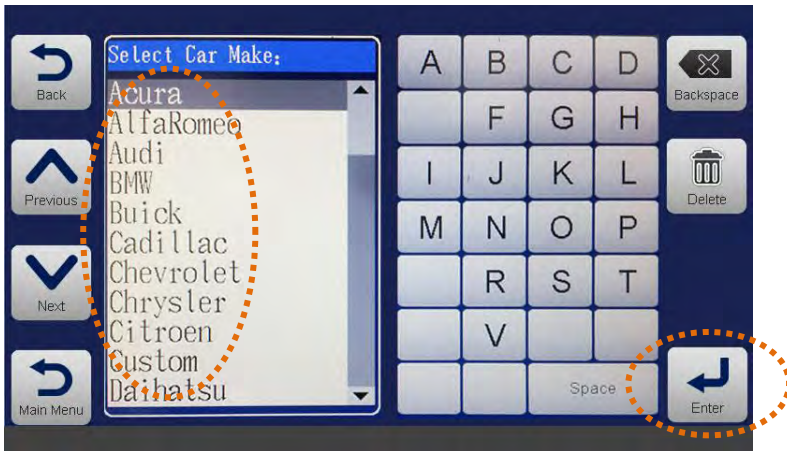 Select Car Make:
Back
Previous
Next
Main Menu
Acura
AlfaRomeo
Audi
BMW
Buick
Cadillac
Chevrolet
Chrysler
Citroen
Custom
Daihatsu
A B C D
F G H
I J K L
M N O P
R S T
V
Space
Backspace
Delete
Enter